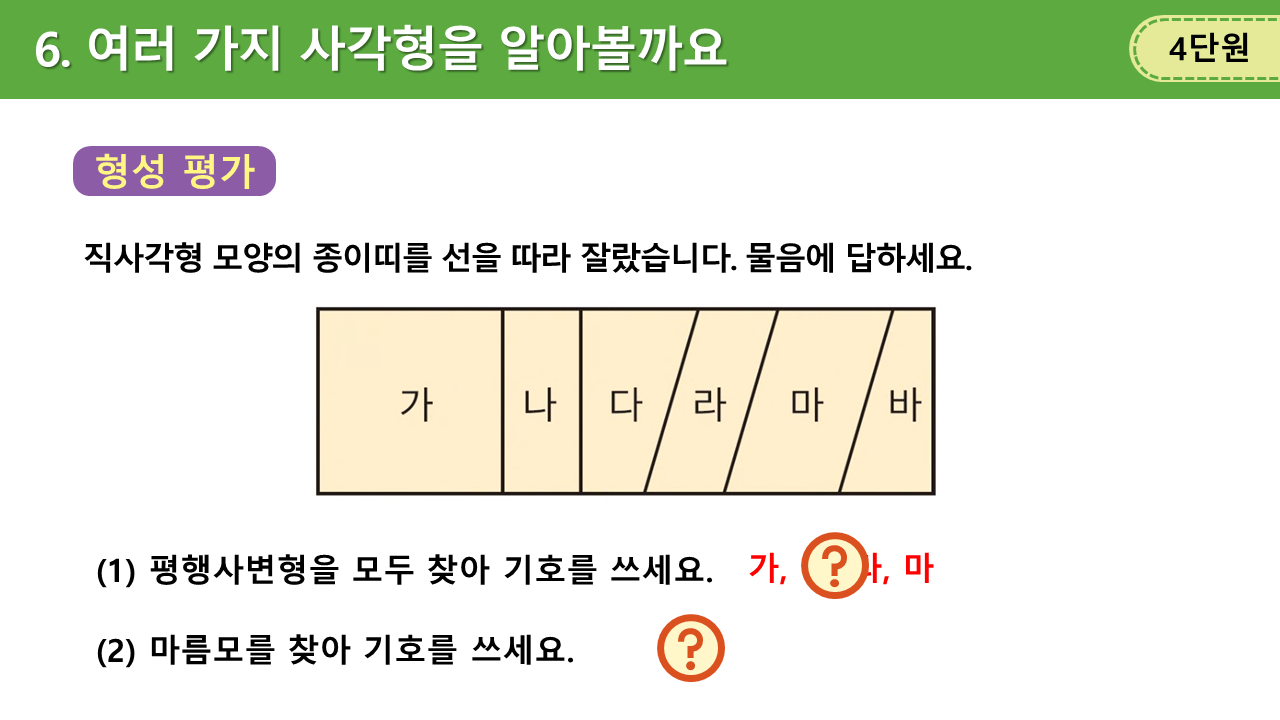 6. 여러 가지 사각형을 알아볼까요
4단원
형성 평가
직사각형 모양의 종이띠를 선을 따라 잘랐습니다. 물음에 답하세요.
가 나 다 라 마 바
(1) 평행사변형을 모두 찾아 기호를 쓰세요. 가, ? 마
(2) 마름모를 찾아 기호를 쓰세요. ?